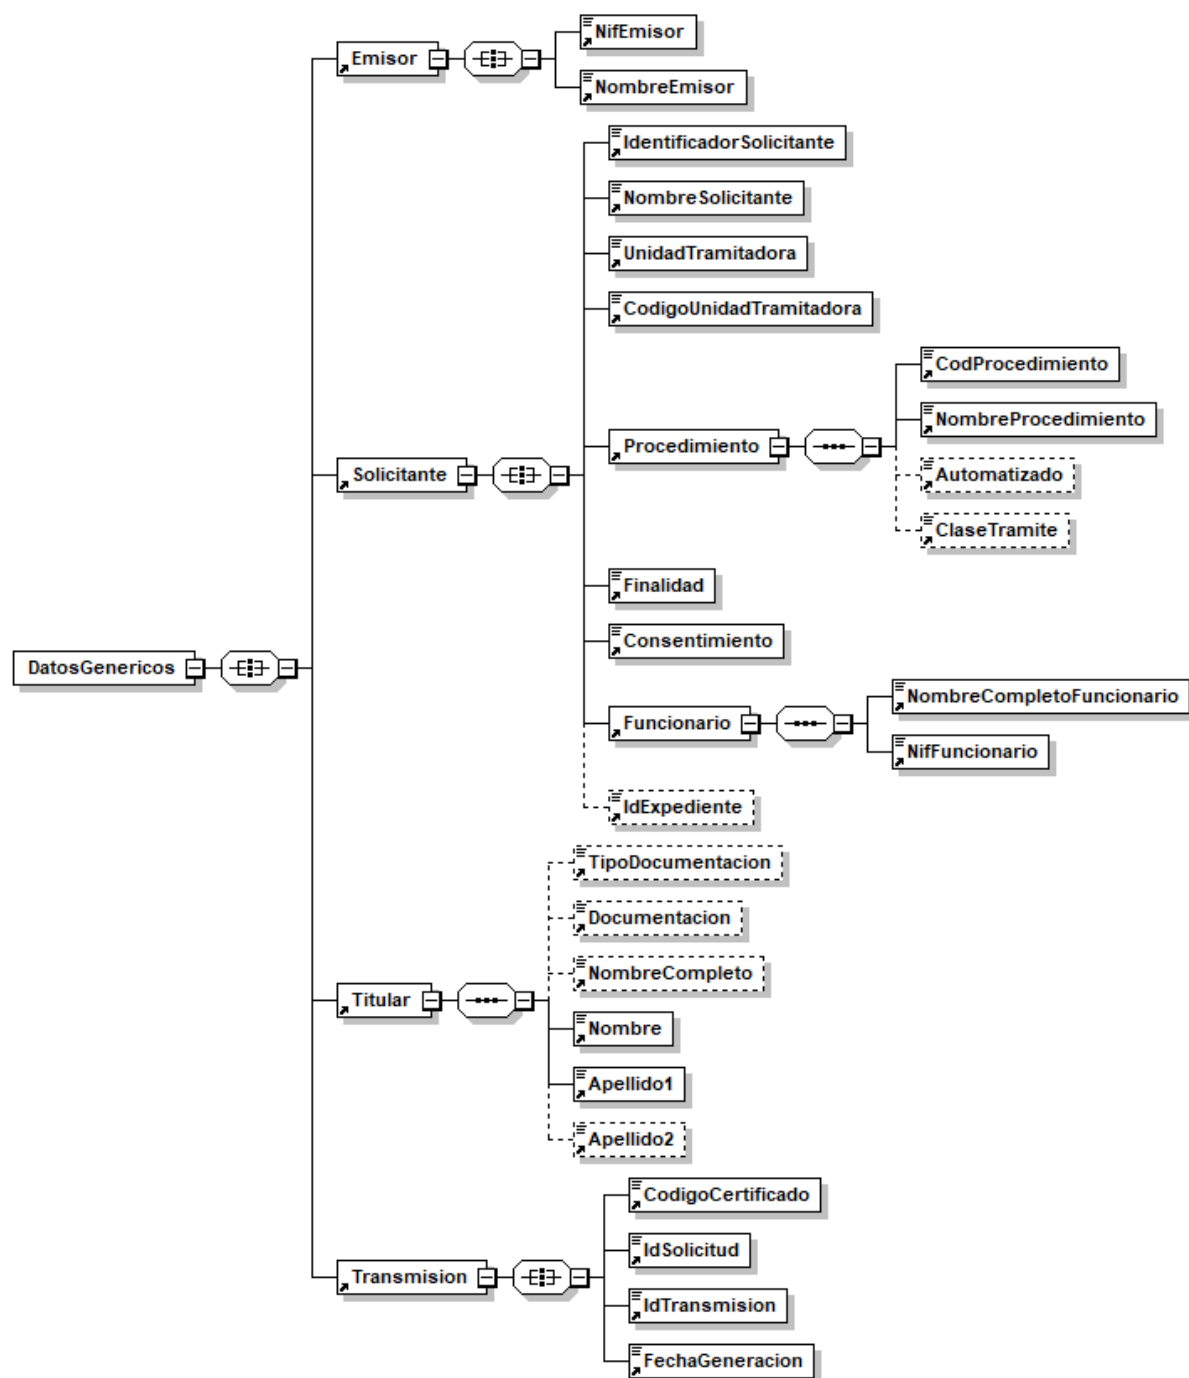 NifEmisor
Emisor
NombreEmisor
IdentificadorSolicitante
NombreSolicitante
UnidadTramitadora
CodigoUnidadTramitadora
CodProcedimiento
NombreProcedimiento
Procedimiento
Automatizado
Solicitante
ClaseTramite
Finalidad
Consentimiento
DatosGenericos
NombreCompletoFuncionario
Funcionario
NifFuncionario
IdExpediente
TipoDocumentacion
Documentacion
NombreCompleto
Titular
Nombre
Apellido1
Apellido2
CodigoCertificado
IdSolicitud
Transmision
IdTransmision
FechaGeneracion